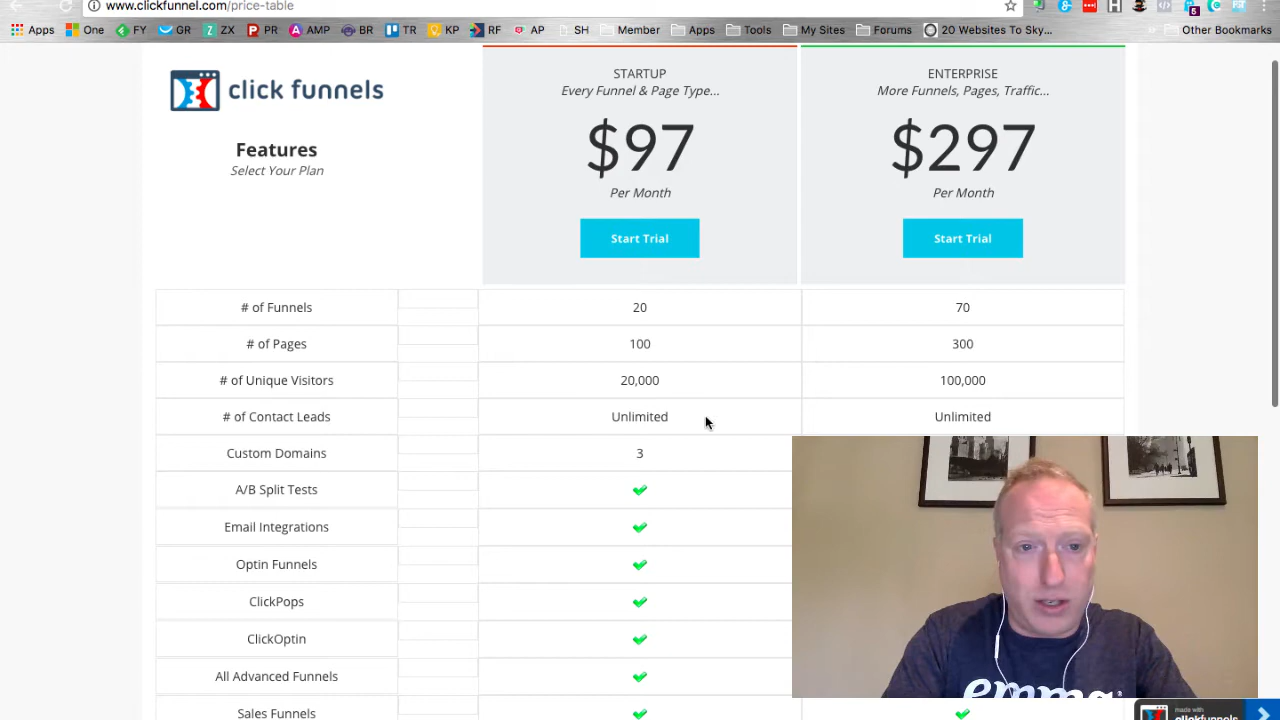 www.clickfunnel.com/price-table
Apps One FY GR ZX PR AMP BR TR KP RF AP SH Member Apps Tools My Sites Forums 20 Websites To Sky... Other Bookmarks
click funnels
Features
Select Your Plan
STARTUP
Every Funnel & Page Type...
$97
Per Month
Start Trial
ENTERPRISE
More Funnels, Pages, Traffic...
$297
Per Month
Start Trial
# of Funnels 20 70
# of Pages 100 300
# of Unique Visitors 20,000 100,000
# of Contact Leads Unlimited Unlimited
Custom Domains 3
A/B Split Tests
Email Integrations
Optin Funnels
ClickPops
ClickOptin
All Advanced Funnels
Sales Funnels
emma
made with
clickfunnels